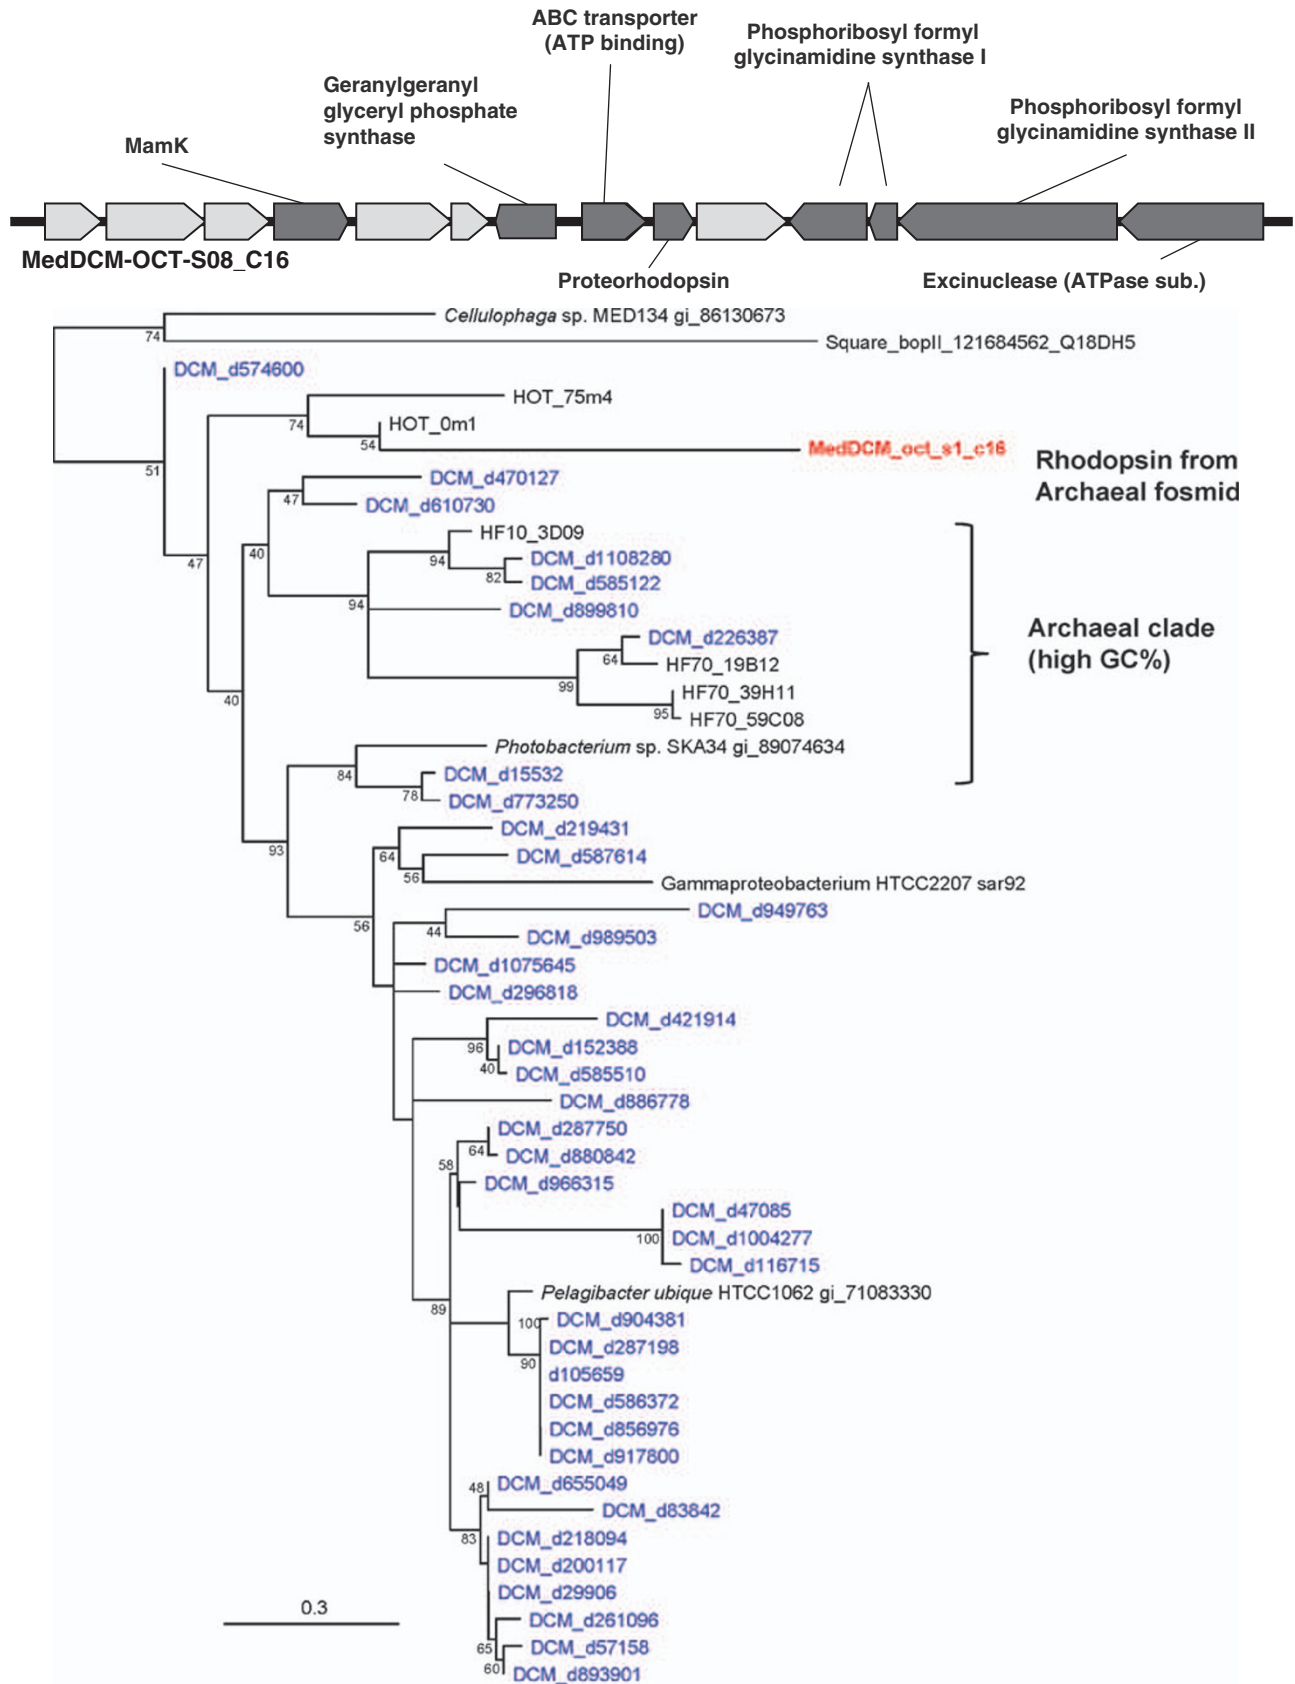 ABC transporter
(ATP binding)
Phosphoribosyl formyl
glycinamidine synthase I
Geranylgeranyl
glyceryl phosphate
synthase
Phosphoribosyl formyl
glycinamidine synthase II
MamK
MedDCM-OCT-S08_C16
Proteorhodopsin
Excinuclease (ATPase sub.)
Cellulophaga sp. MED134 gi_86130673
74
Square_bopII_121684562_Q18DH5
DCM_d574600
HOT_75m4
74
HOT_0m1
54
MedDCM_oct_s1_c16
51
Rhodopsin from
Archaeal fosmid
DCM_d470127
47
DCM_d610730
HF10_3D09
40
94
DCM_d1108280
47
82
DCM_d585122
94
DCM_d899810
Archaeal clade
(high GC%)
DCM_d226387
64
HF70_19B12
99
HF70_39H11
40
95
HF70_59C08
Photobacterium sp. SKA34 gi_89074634
84
DCM_d15532
78
DCM_d773250
DCM_d219431
93
64
DCM_d587614
56
Gammaproteobacterium HTCC2207 sar92
DCM_d949763
56
44
DCM_d989503
DCM_d1075645
DCM_d296818
DCM_d421914
96
DCM_d152388
40
DCM_d585510
DCM_d886778
DCM_d287750
64
DCM_d880842
58
DCM_d966315
DCM_d47085
100
DCM_d1004277
DCM_d116715
Pelagibacter ubique HTCC1062 gi_71083330
89
100
DCM_d904381
DCM_d287198
90
d105659
DCM_d586372
DCM_d856976
DCM_d917800
DCM_d655049
48
DCM_d83842
83
DCM_d218094
DCM_d200117
DCM_d29906
0.3
DCM_d261096
65
DCM_d57158
60
DCM_d893901